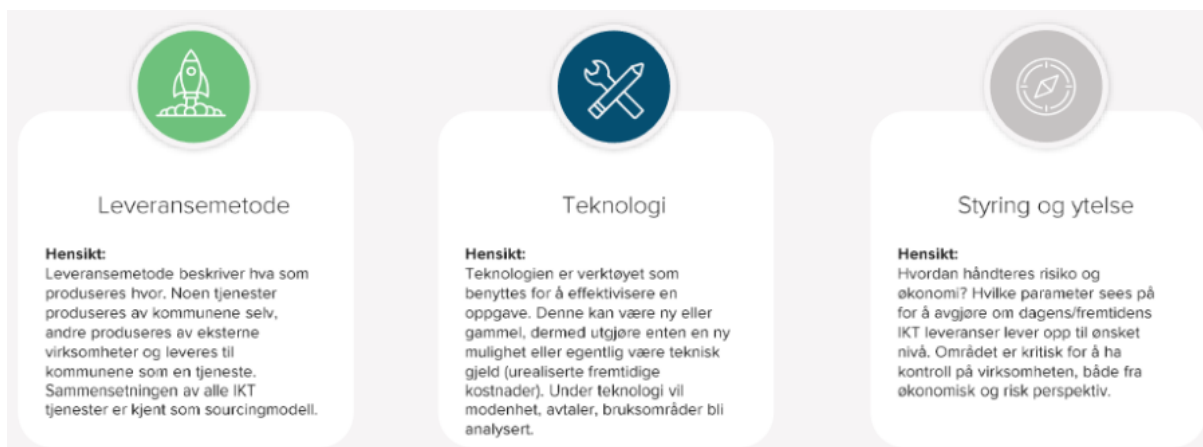 Leveransemetode
Hensikt:
Leveransemetode beskriver hva som
produseres hvor. Noen tjenester
produseres av kommunene selv,
andre produseres av eksterne
virksomheter og leveres til
kommunene som en tjeneste.
Sammensetningen av alle IKT
tjenester er kjent som sourcingmodell.
Teknologi
Hensikt:
Teknologien er verktøyet som
benyttes for å effektivisere en
oppgave. Denne kan være ny eller
gammel, dermed utgjøre enten en ny
mulighet eller egentlig være teknisk
gjeld (urealiserte fremtidige
kostnader). Under teknologi vil
modenhet, avtaler, bruksområder bli
analysert.
Styring og ytelse
Hensikt:
Hvordan håndteres risiko og
økonomi? Hvilke parameter sees på
for å avgjøre om dagens/fremtidens
IKT leveranser lever opp til ønsket
nivå. Området er kritisk for å ha
kontroll på virksomheten, både fra
økonomisk og risk perspektiv.